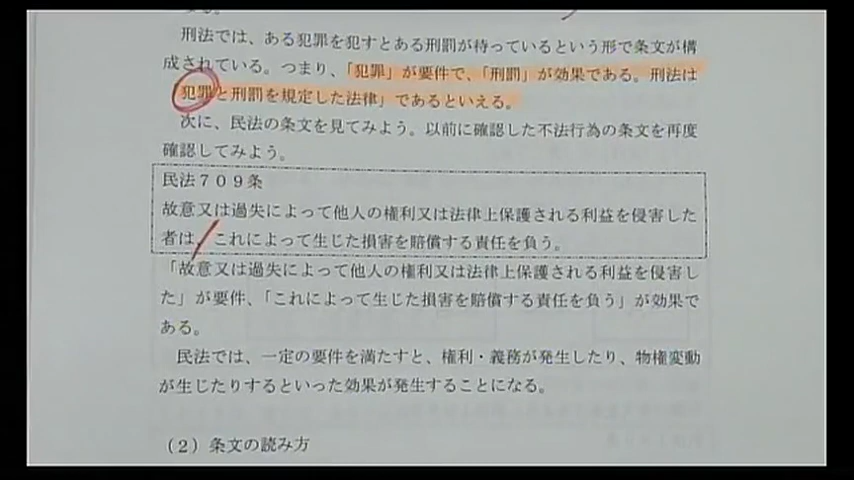 刑法では、ある犯罪を犯すとある刑罰が待っているという形で条文が構
成されている。つまり、「犯罪」が要件で、「刑罰」が効果である。刑法は
「犯罪と刑罰を規定した法律」であるといえる。
次に、民法の条文を見てみよう。以前に確認した不法行為の条文を再度
確認してみよう。
民法709条
故意又は過失によって他人の権利又は法律上保護される利益を侵害した
者は、これによって生じた損害を賠償する責任を負う。
「故意又は過失によって他人の権利又は法律上保護される利益を侵害し
た」が要件、「これによって生じた損害を賠償する責任を負う」が効果で
ある。
民法では、一定の要件を満たすと、権利・義務が発生したり、物権変動
が生じたりするといった効果が発生することになる。
(2)条文の読み方